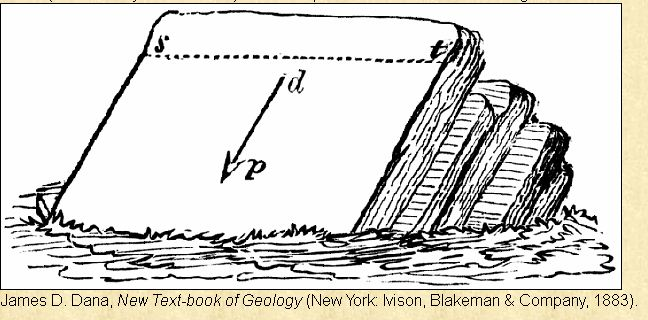 s t
d
p
James D. Dana, New Text-book of Geology (New York: Ivison, Blakeman & Company, 1883).